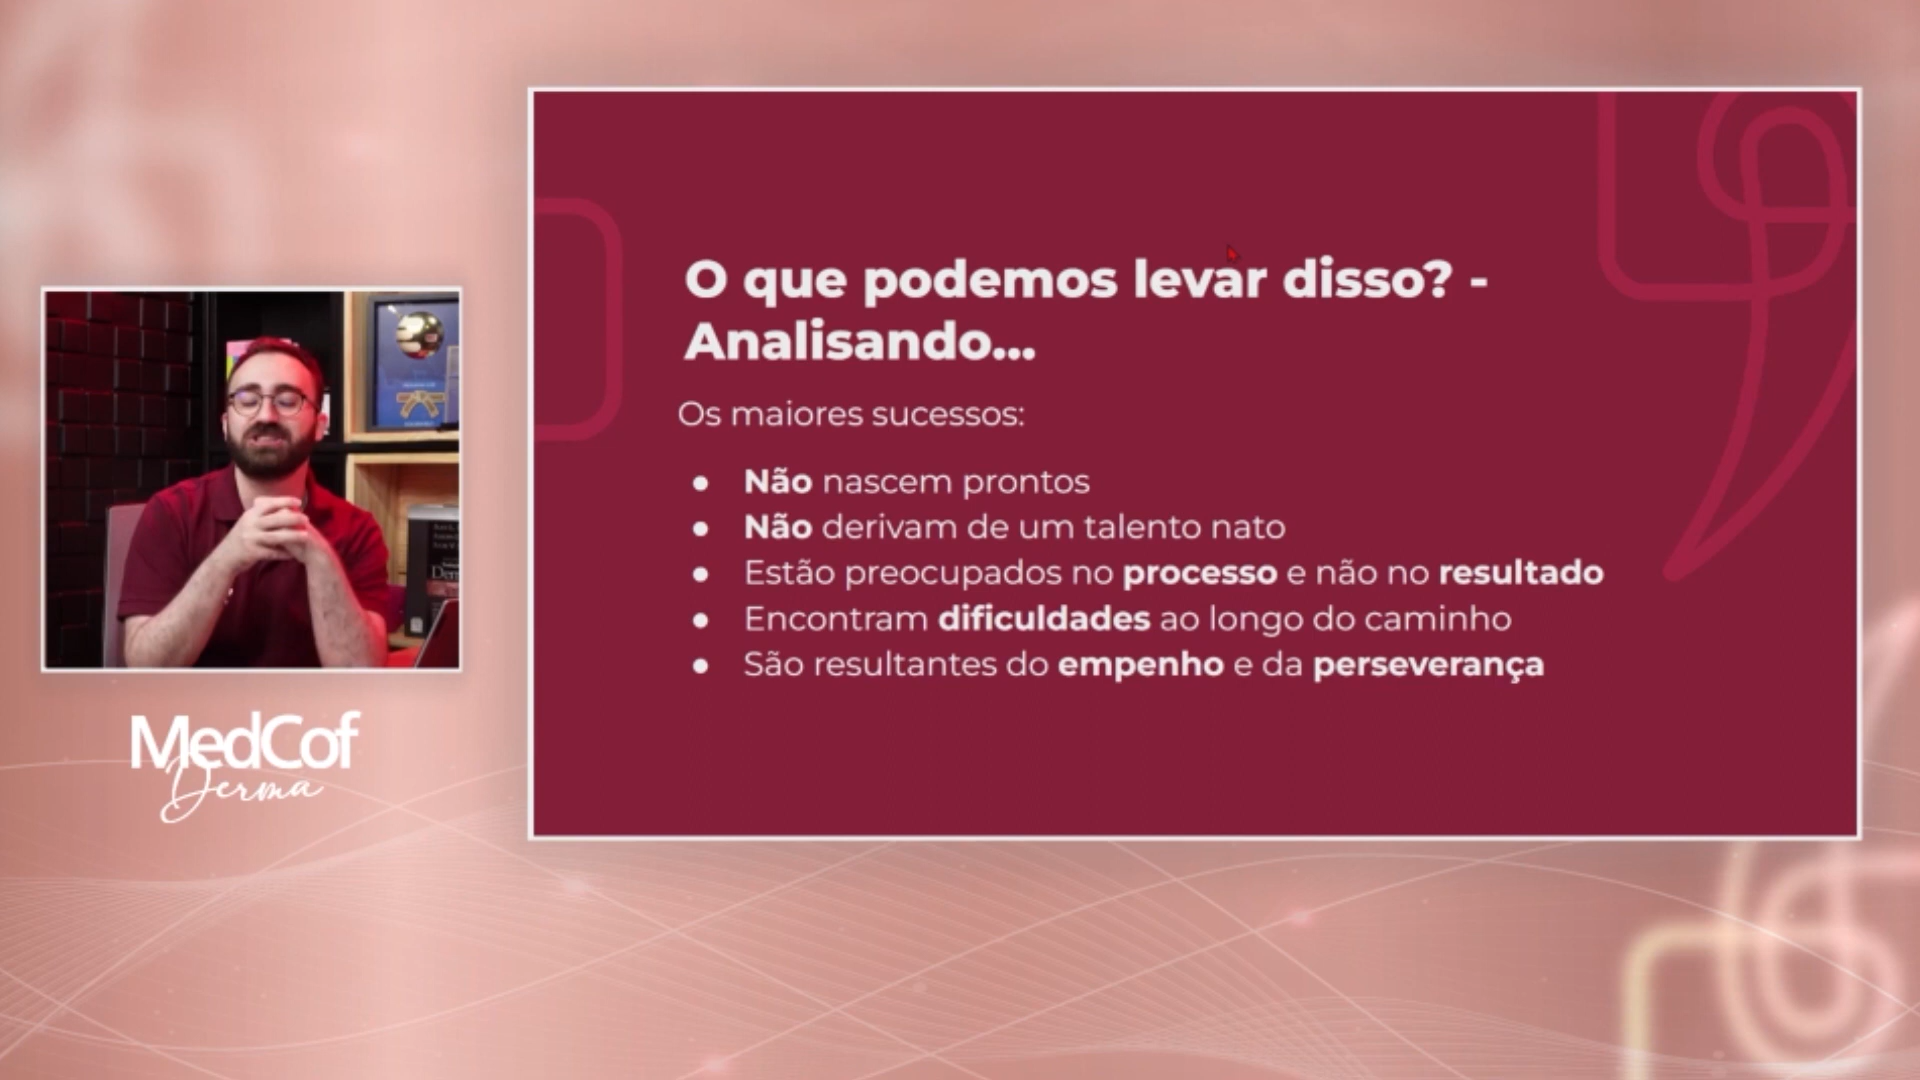 O que podemos levar disso? -
Analisando...
Os maiores sucessos:
● Não nascem prontos
● Não derivam de um talento nato
● Estão preocupados no processo e não no resultado
● Encontram dificuldades ao longo do caminho
● São resultantes do empenho e da perseverança
MedCof
Derma